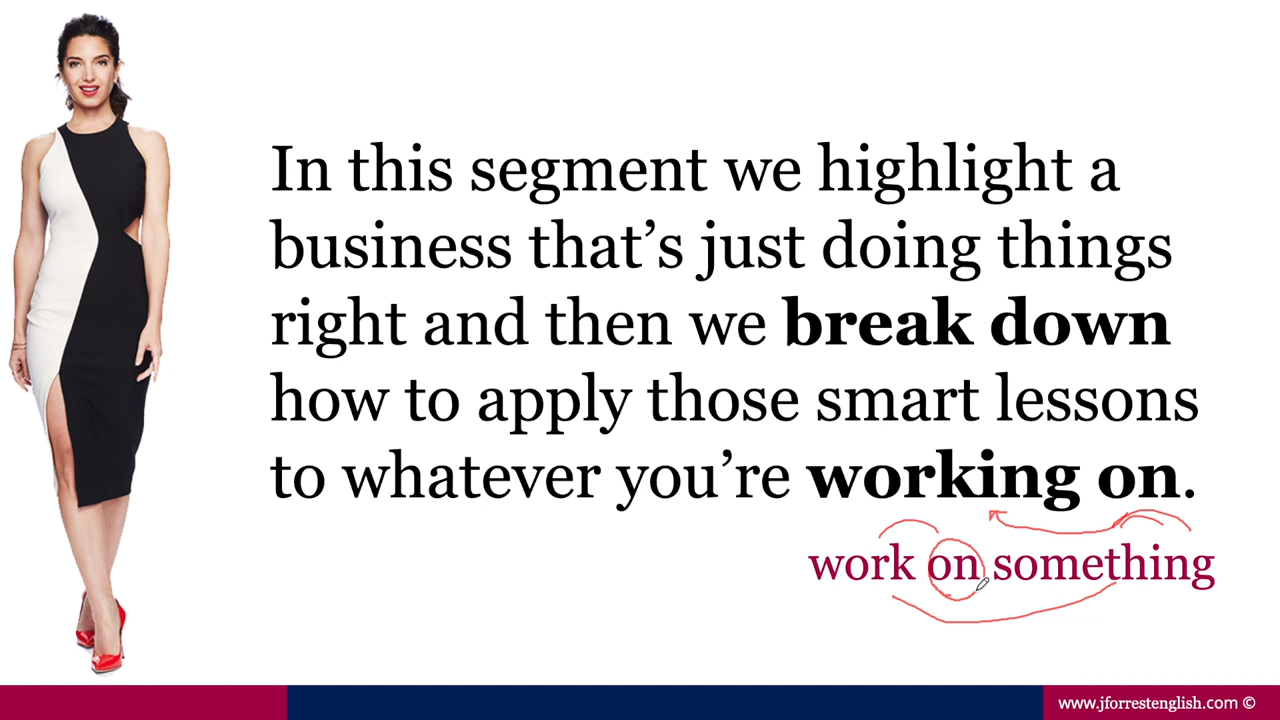 In this segment we highlight a
business that’s just doing things
right and then we break down
how to apply those smart lessons
to whatever you’re working on.
work on something
www.jforrestenglish.com ©